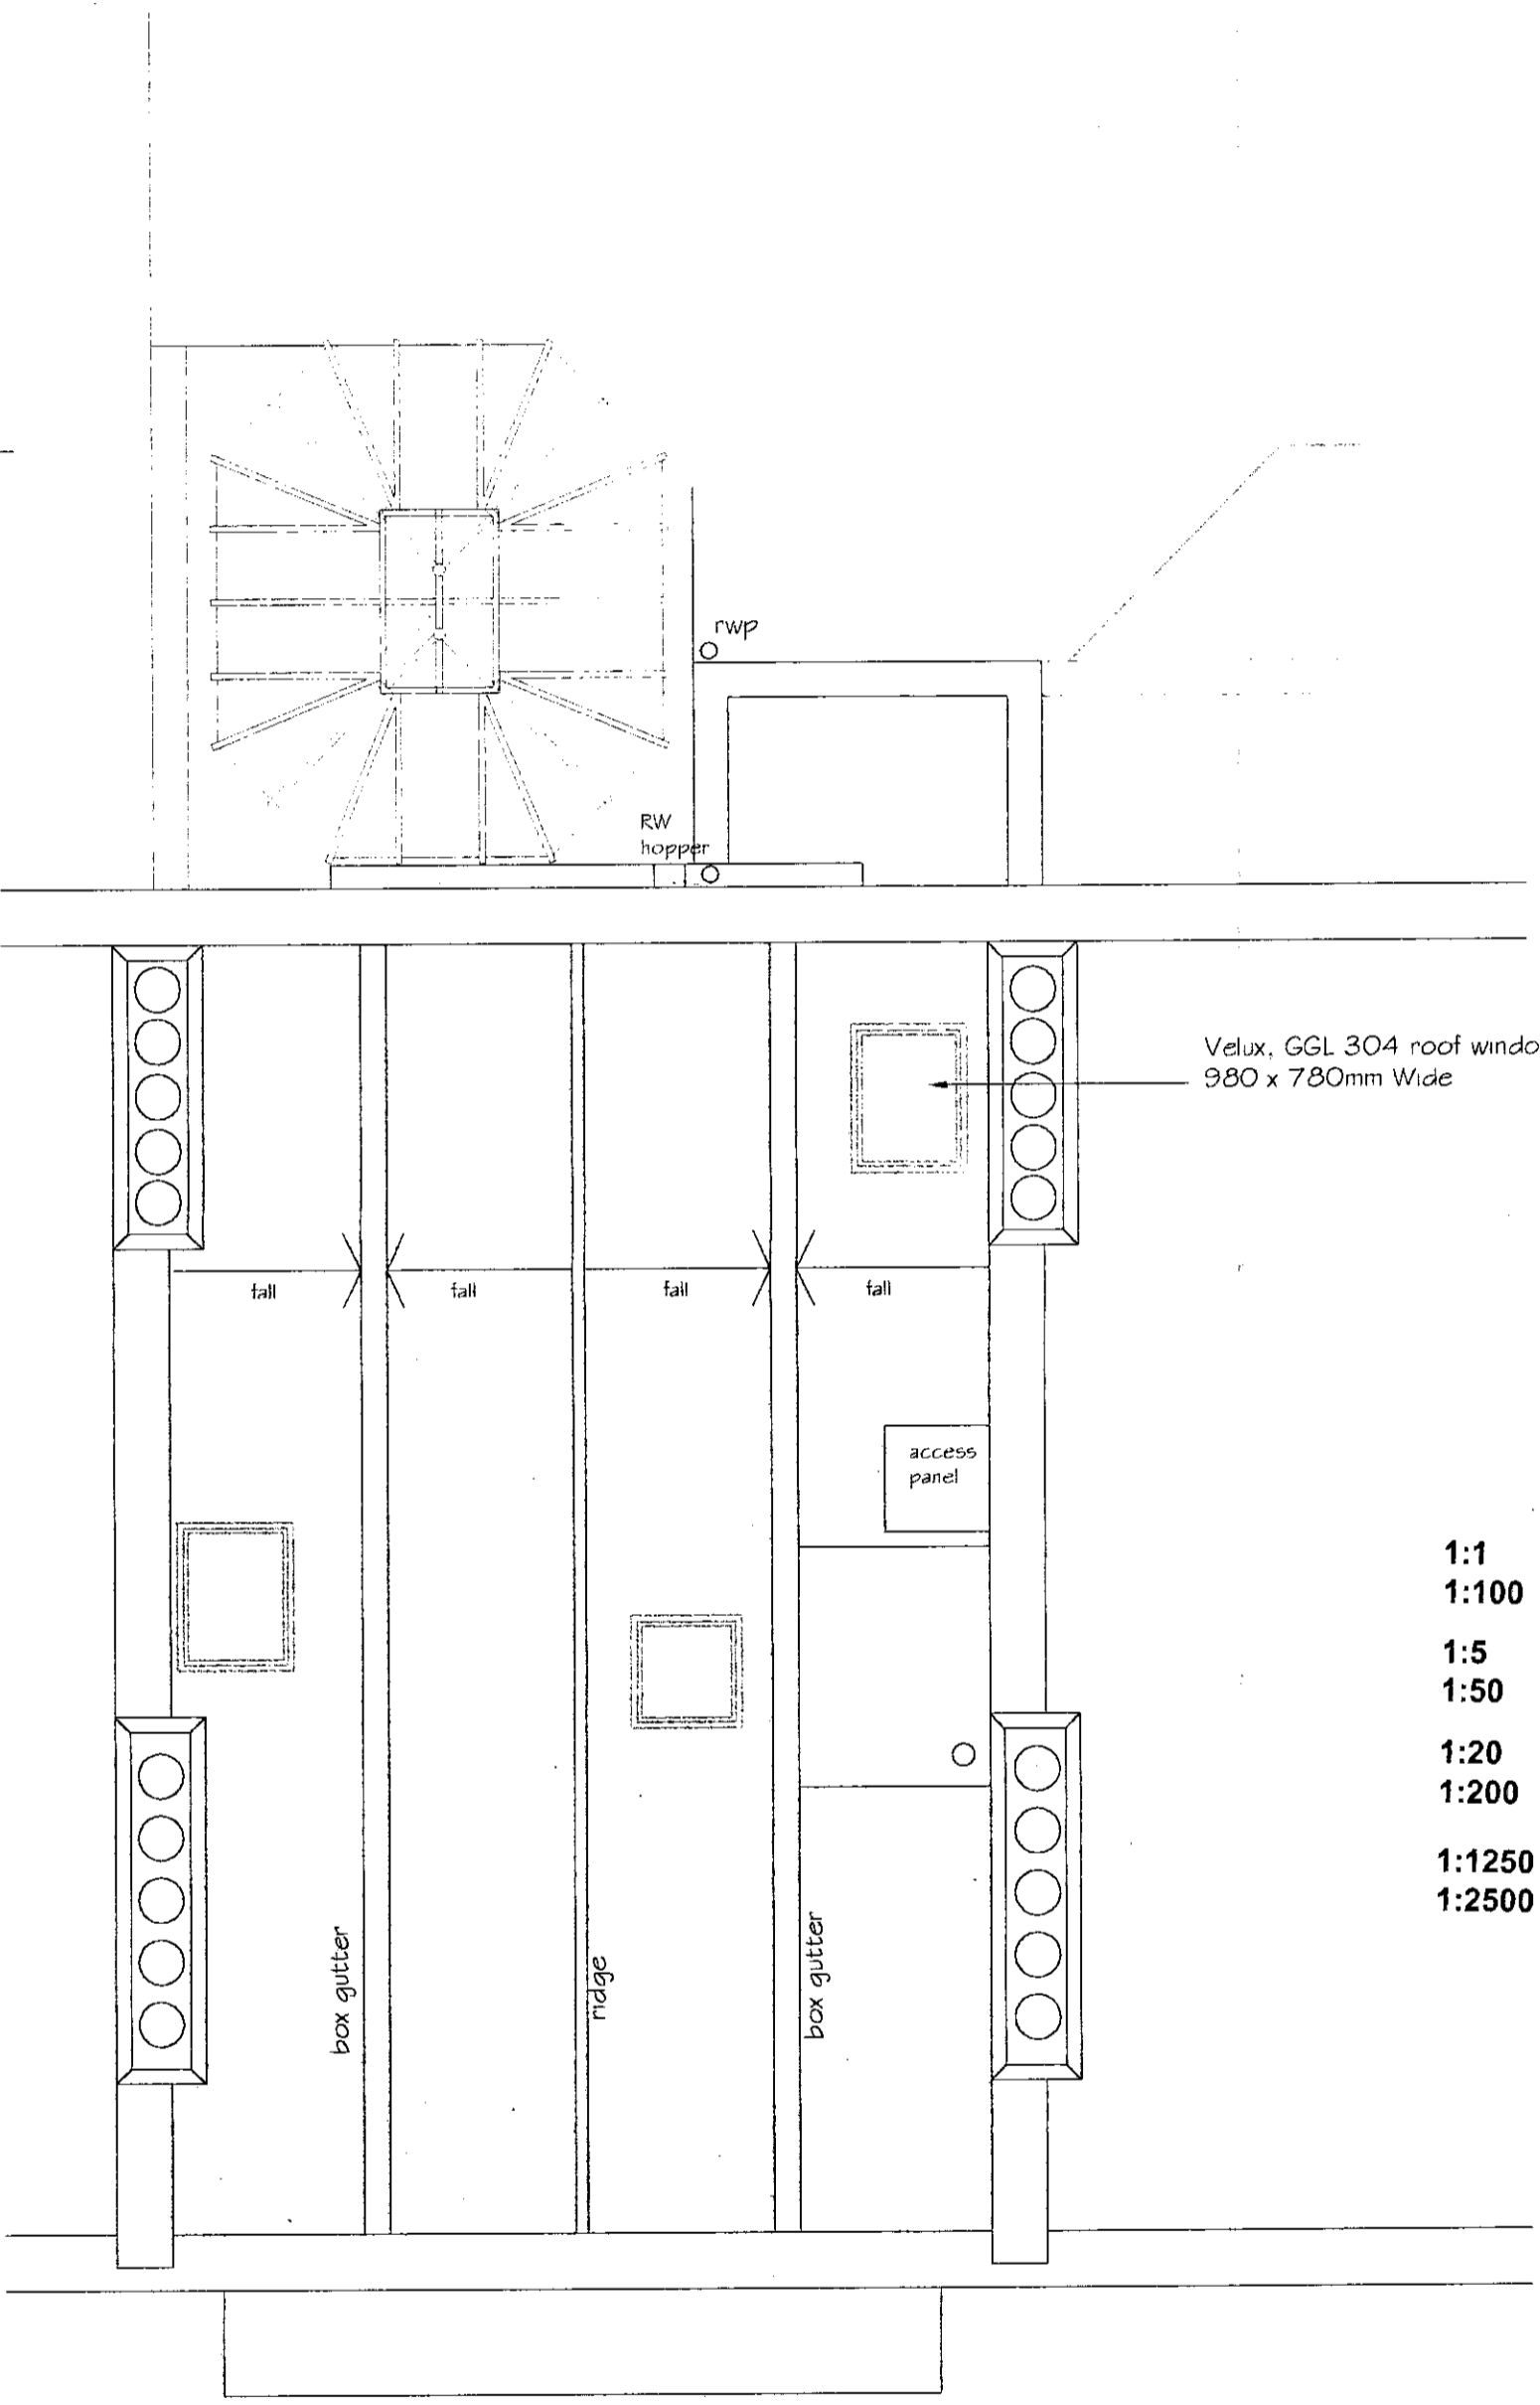 rwp
RW
hopper
Velux, GGL 304 roof windo
980 x 780mm Wide
fall
fall
fall
fall
access
panel
1:1
1:100
1:5
1:50
1:20
1:200
1:1250
1:2500
box gutter
ridge
box gutter